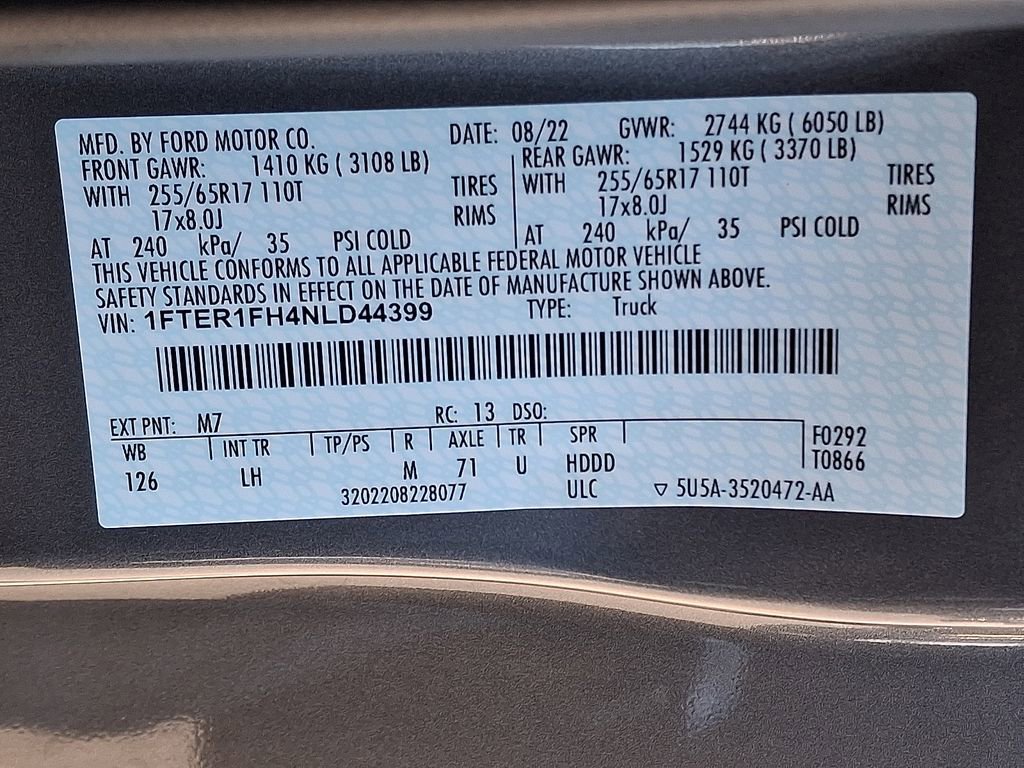 MFD. BY FORD MOTOR CO. DATE: 08/22 GVWR: 2744 KG ( 6050 LB)
FRONT GAWR: 1410 KG ( 3108 LB) REAR GAWR: 1529 KG ( 3370 LB)
WITH 255/65R17 110T TIRES WITH 255/65R17 110T TIRES
17x8.0J RIMS 17x8.0J RIMS
AT 240 kPa/ 35 PSI COLD AT 240 kPa/ 35 PSI COLD
THIS VEHICLE CONFORMS TO ALL APPLICABLE FEDERAL MOTOR VEHICLE
SAFETY STANDARDS IN EFFECT ON THE DATE OF MANUFACTURE SHOWN ABOVE.
VIN: 1FTER1FH4NLD44399 TYPE: Truck
EXT PNT: M7 RC: 13 DSO:
WB INT TR TP/PS R AXLE TR SPR F0292
126 LH M 71 U HDDD T0866
3202208228077 ULC ▽ 5U5A-3520472-AA